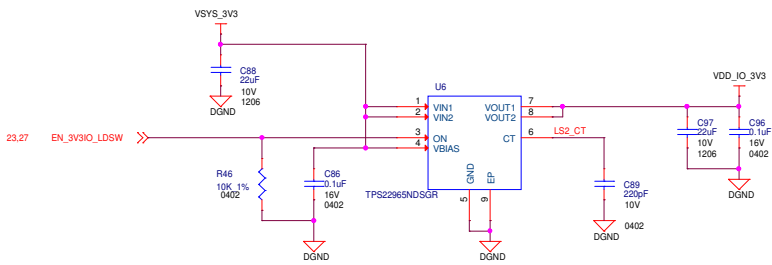 VSYS_3V3
C88
22uF
10V
1206
DGND
U6
VDD_IO_3V3
1 VIN1 VOUT1 7
2 VIN2 VOUT2 8
23,27 EN_3V3IO_LDSW
3 ON CT 6 LS2_CT
4 VBIAS
C97
22uF
10V
1206
C96
0.1uF
16V
0402
R46
10K_1%
0402
C86
0.1uF
16V
0402
GND
EP
TPS22965NDSGR
5
9
C89
220pF
10V
0402
DGND
DGND
DGND
DGND